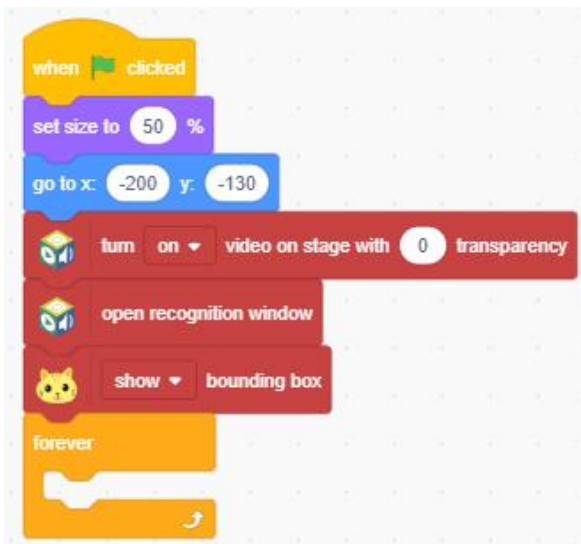 when clicked
set size to 50 %
go to x: -200 y: -130
turn on video on stage with 0 transparency
open recognition window
show bounding box
forever